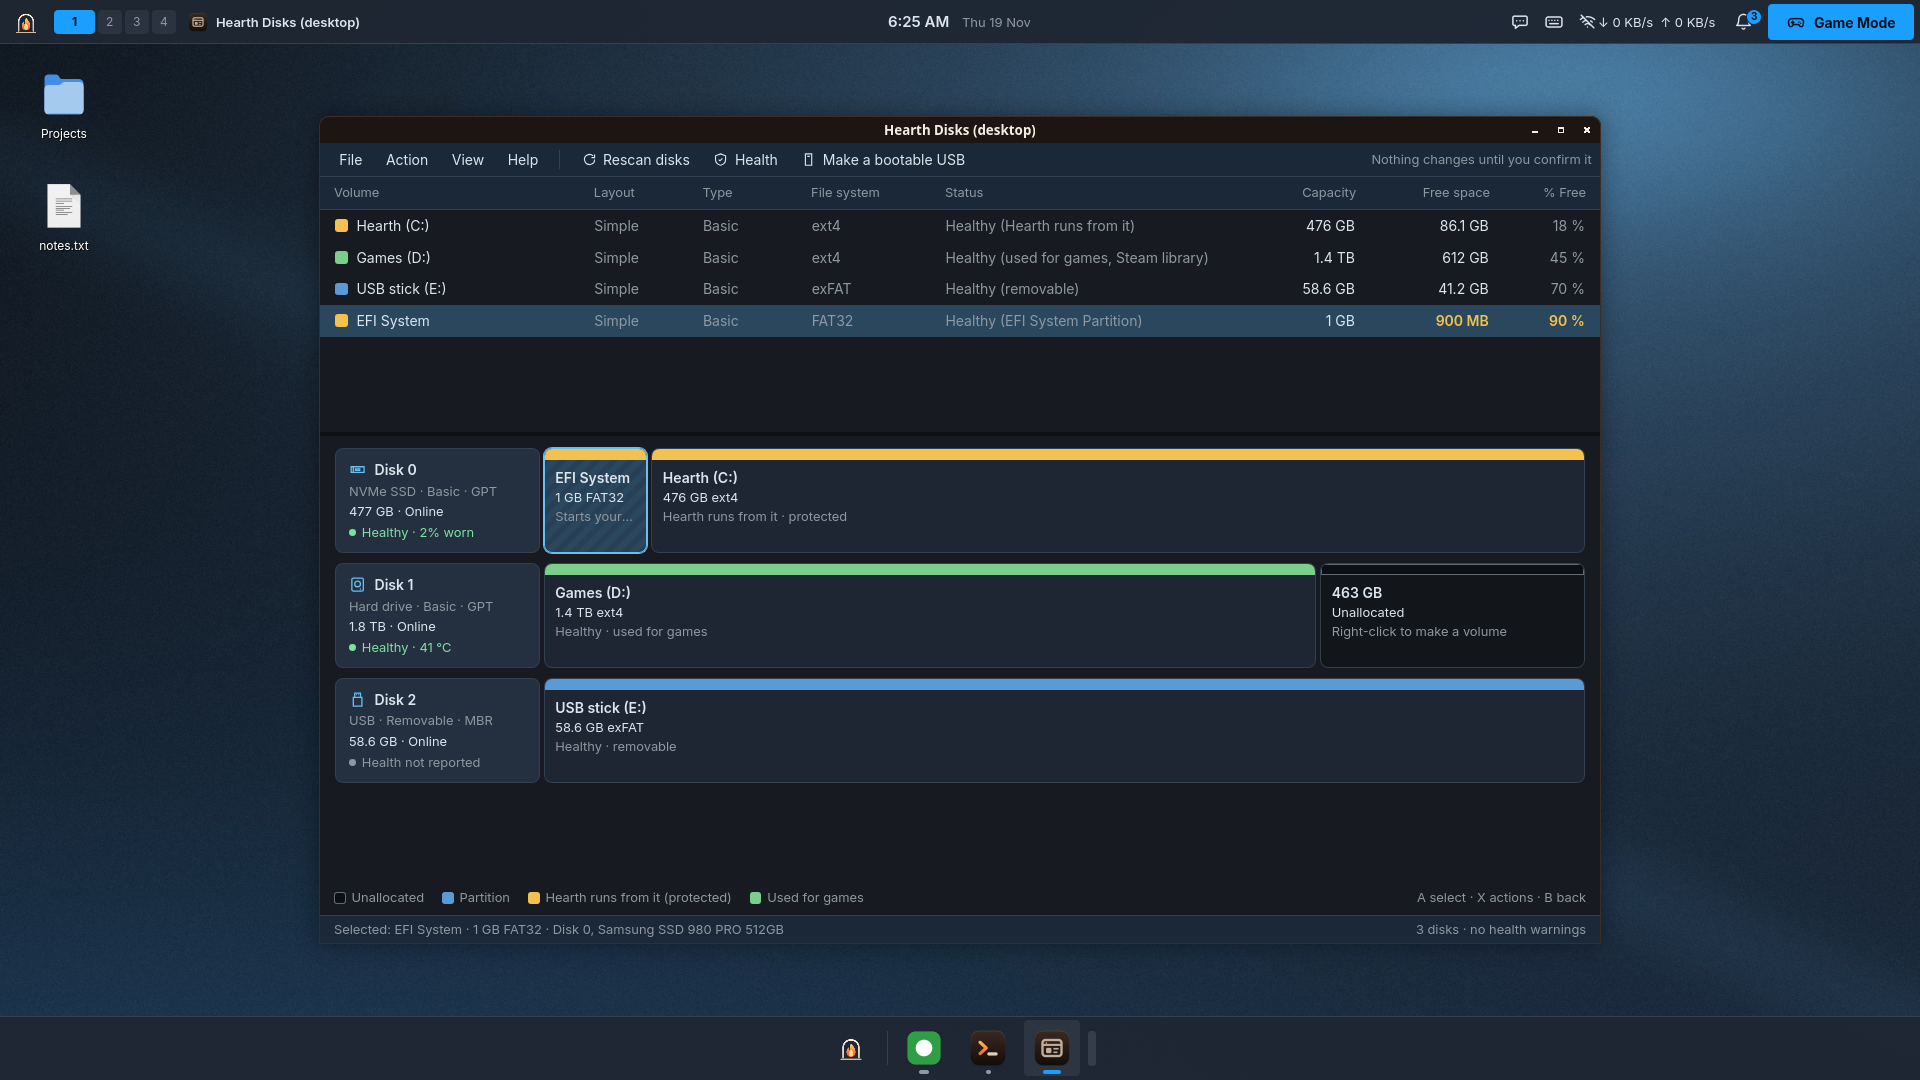 1 2 3 4 Hearth Disks (desktop) 6:25 AM Thu 19 Nov ↓ 0 KB/s ↑ 0 KB/s 3 Game Mode
Projects
notes.txt
Hearth Disks (desktop)
File Action View Help Rescan disks Health Make a bootable USB Nothing changes until you confirm it
Volume Layout Type File system Status Capacity Free space % Free
Hearth (C:) Simple Basic ext4 Healthy (Hearth runs from it) 476 GB 86.1 GB 18 %
Games (D:) Simple Basic ext4 Healthy (used for games, Steam library) 1.4 TB 612 GB 45 %
USB stick (E:) Simple Basic exFAT Healthy (removable) 58.6 GB 41.2 GB 70 %
EFI System Simple Basic FAT32 Healthy (EFI System Partition) 1 GB 900 MB 90 %
Disk 0
NVMe SSD · Basic · GPT
477 GB · Online
Healthy · 2% worn
EFI System
1 GB FAT32
Starts your...
Hearth (C:)
476 GB ext4
Hearth runs from it · protected
Disk 1
Hard drive · Basic · GPT
1.8 TB · Online
Healthy · 41 °C
Games (D:)
1.4 TB ext4
Healthy · used for games
463 GB
Unallocated
Right-click to make a volume
Disk 2
USB · Removable · MBR
58.6 GB · Online
Health not reported
USB stick (E:)
58.6 GB exFAT
Healthy · removable
Unallocated Partition Hearth runs from it (protected) Used for games A select · X actions · B back
Selected: EFI System · 1 GB FAT32 · Disk 0, Samsung SSD 980 PRO 512GB 3 disks · no health warnings